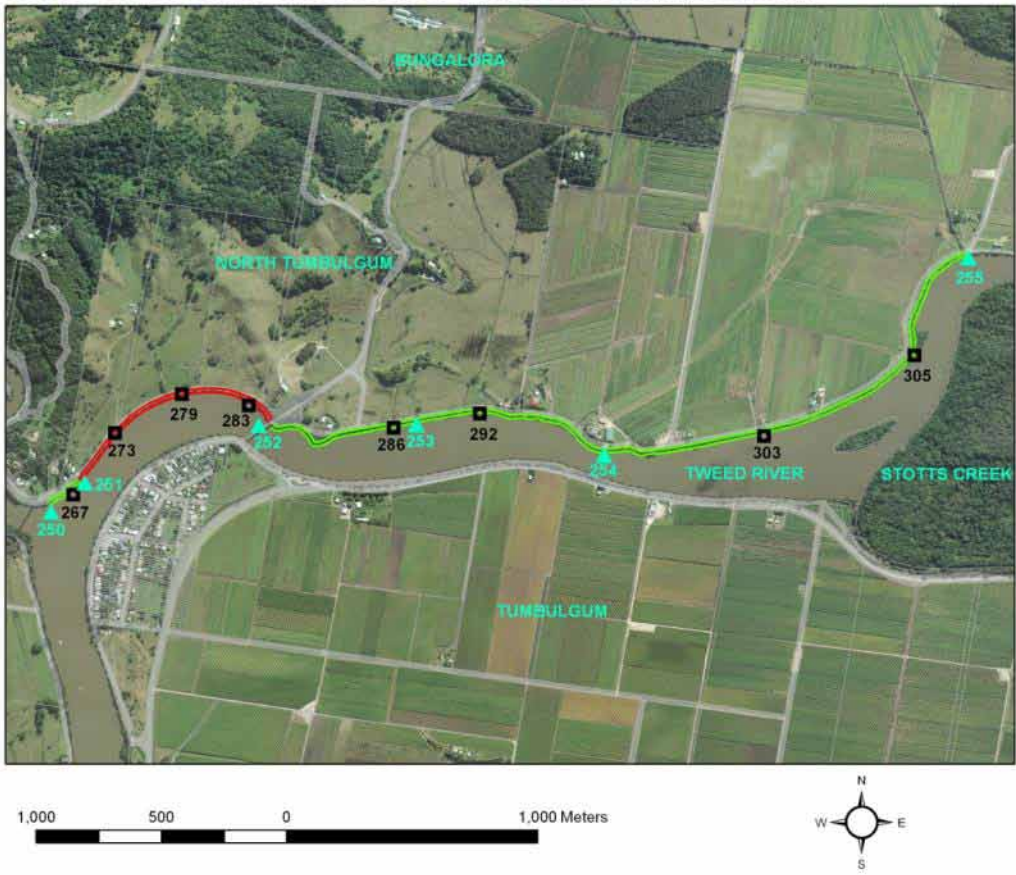 BUNGALORA
NORTH TUMBULGUM
255
305
279
283
252
286
253
292
273
303
254
TWEED RIVER
STOTTS CREEK
251
267
250
TUMBULGUM
1,000 500 0 1,000 Meters
N
W E
S